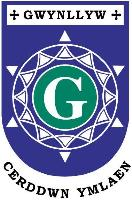 + GWYNLLYW +
G
CERDDWN YMLAEN